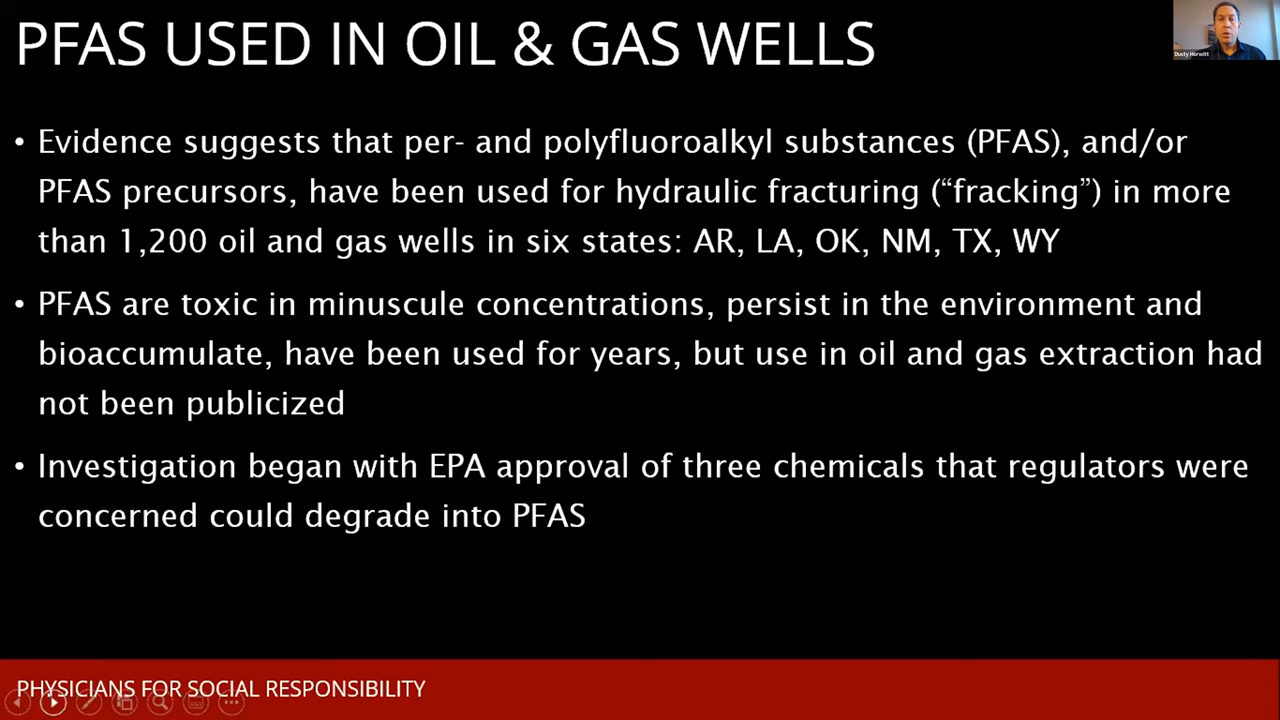 PFAS USED IN OIL & GAS WELLS
Dusty Horwitt
• Evidence suggests that per- and polyfluoroalkyl substances (PFAS), and/or
PFAS precursors, have been used for hydraulic fracturing (“fracking”) in more
than 1,200 oil and gas wells in six states: AR, LA, OK, NM, TX, WY
• PFAS are toxic in minuscule concentrations, persist in the environment and
bioaccumulate, have been used for years, but use in oil and gas extraction had
not been publicized
• Investigation began with EPA approval of three chemicals that regulators were
concerned could degrade into PFAS
PHYSICIANS FOR SOCIAL RESPONSIBILITY